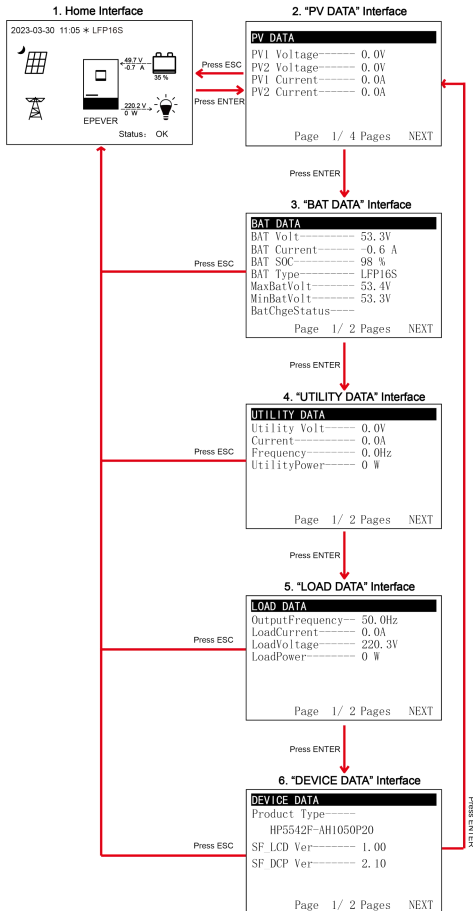 1. Home Interface
2023-03-30 11:05 ☀ LFP16S
49.7 V
-0.7 A
35 %
220.2 V
0 W
EPEVER
Status: OK
Press ESC
Press ENTER
2. "PV DATA" Interface
PV DATA
PV1 Voltage----- 0.0V
PV2 Voltage----- 0.0V
PV1 Current----- 0.0A
PV2 Current----- 0.0A
Page 1/ 4 Pages NEXT
Press ENTER
3. "BAT DATA" Interface
BAT DATA
BAT Volt--------- 53.3V
BAT Current------ -0.6 A
BAT SOC---------- 98 %
BAT Type--------- LFP16S
MaxBatVolt------- 53.4V
MinBatVolt------- 53.3V
BatChgeStatus----
Page 1/ 2 Pages NEXT
Press ESC
Press ENTER
4. "UTILITY DATA" Interface
UTILITY DATA
Utility Volt----- 0.0V
Current---------- 0.0A
Frequency-------- 0.0Hz
UtilityPower----- 0 W
Page 1/ 2 Pages NEXT
Press ESC
Press ENTER
5. "LOAD DATA" Interface
LOAD DATA
OutputFrequency-- 50.0Hz
LoadCurrent------ 0.0A
LoadVoltage------ 220.3V
LoadPower-------- 0 W
Page 1/ 2 Pages NEXT
Press ESC
Press ENTER
6. "DEVICE DATA" Interface
DEVICE DATA
Product Type-----
HP5542F-AH1050P20
SF_LCD Ver------- 1.00
SF_DCP Ver------- 2.10
Page 1/ 2 Pages NEXT
Press ESC
Press ENTER